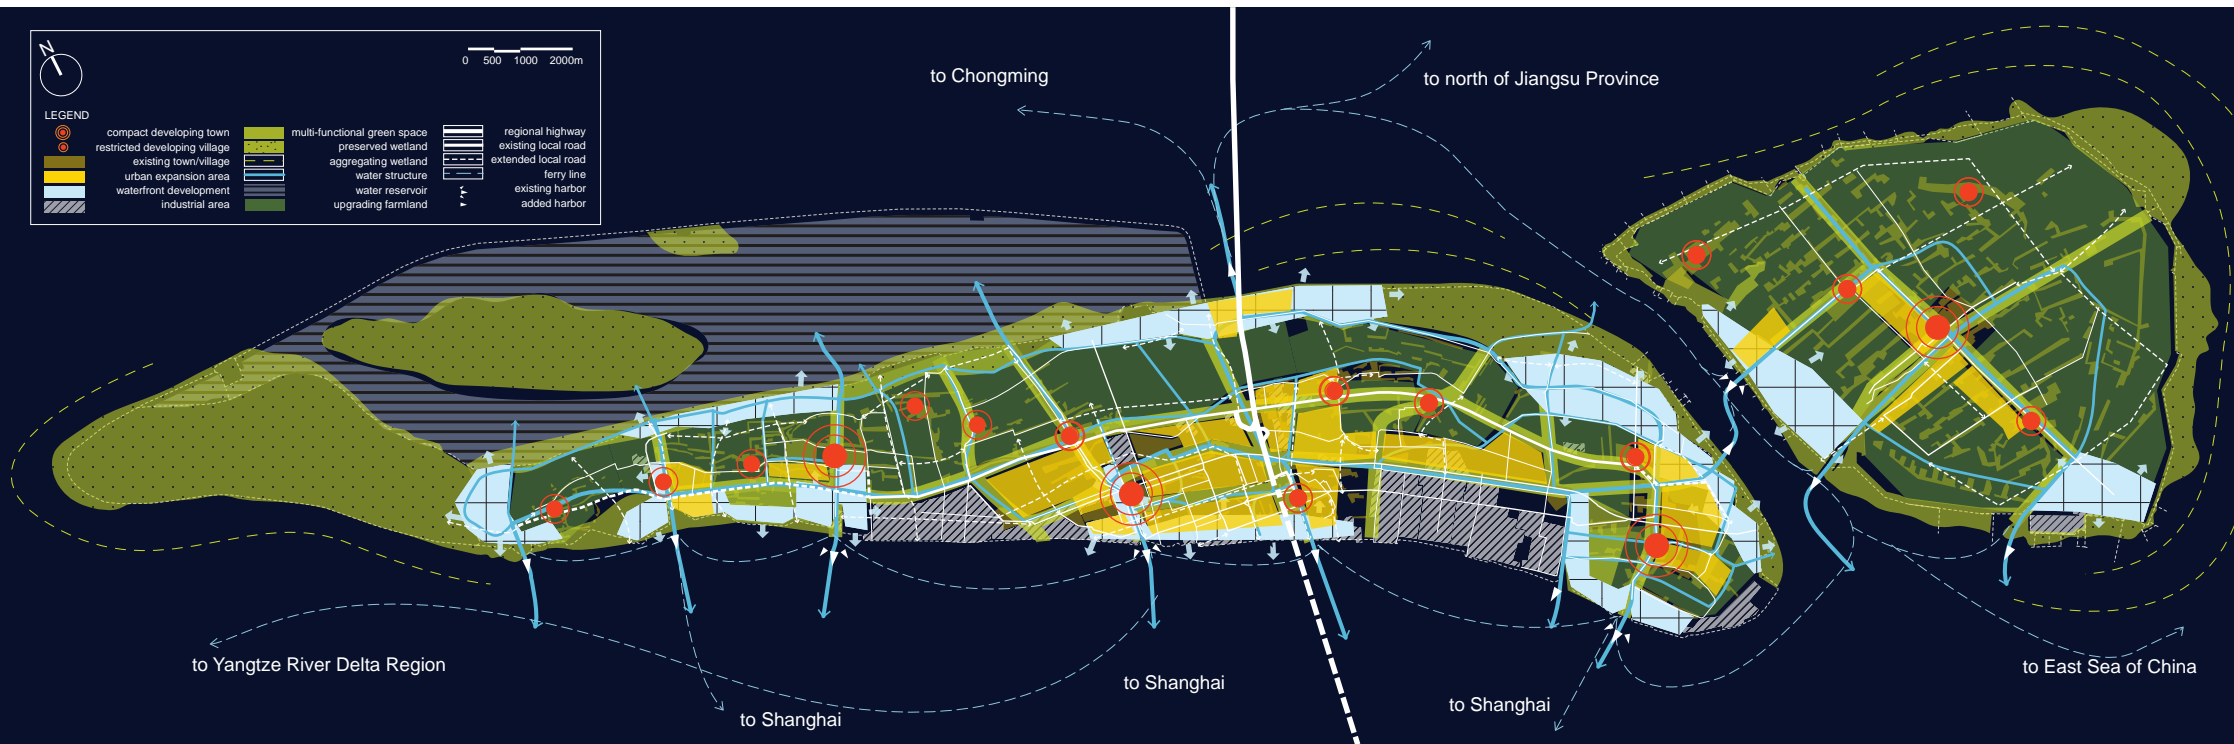 N
0 500 1000 2000m
LEGEND
compact developing town
restricted developing village
existing town/village
urban expansion area
waterfront development
industrial area
multi-functional green space
preserved wetland
aggregating wetland
water structure
water reservoir
upgrading farmland
regional highway
existing local road
extended local road
ferry line
existing harbor
added harbor
to Chongming
to north of Jiangsu Province
to Yangtze River Delta Region
to Shanghai
to Shanghai
to Shanghai
to East Sea of China